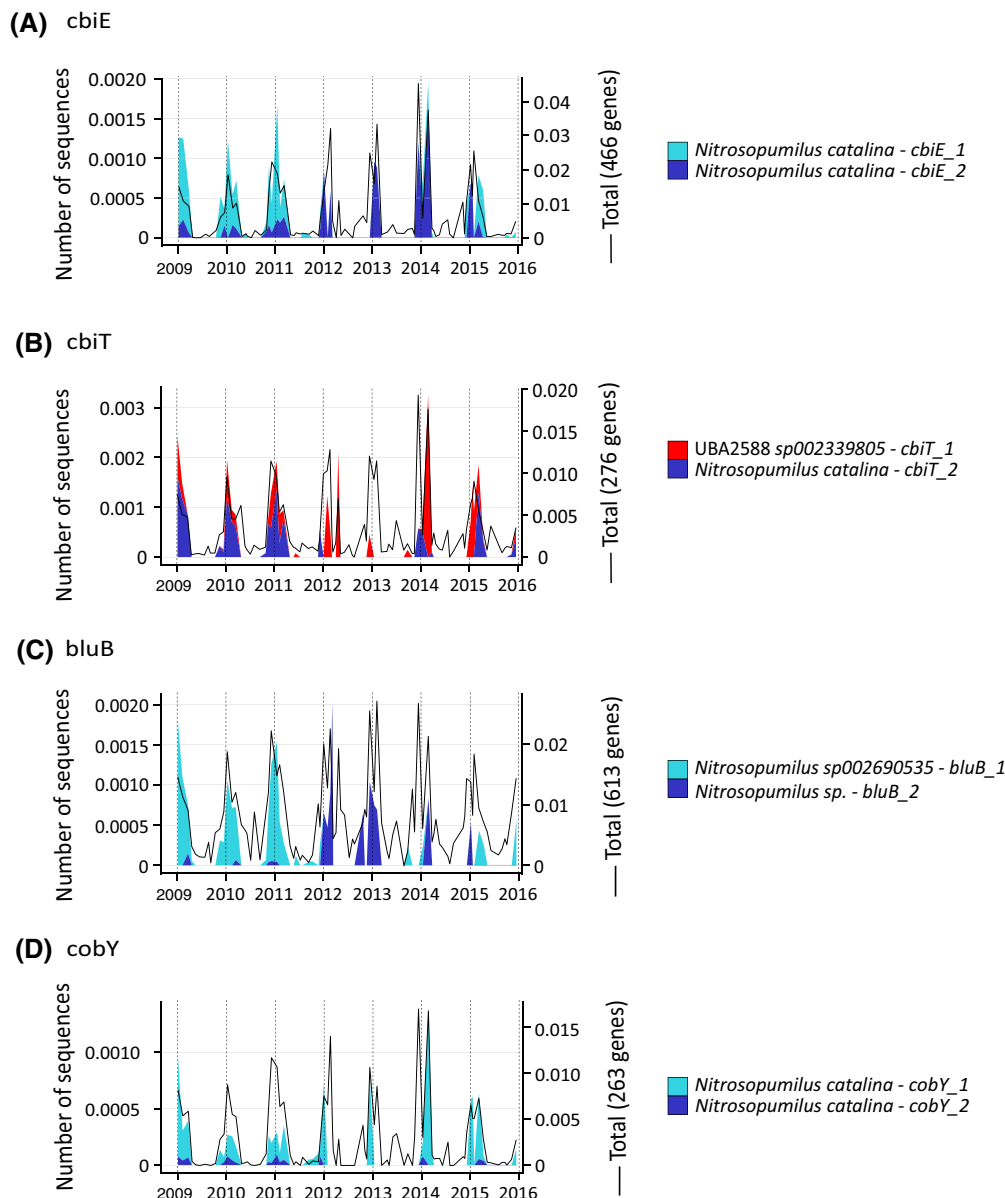 (A) cbiE
Number of sequences
0.0020
0.0015
0.0010
0.0005
0
0.04
0.03
0.02
0.01
0
— Total (466 genes)
2009 2010 2011 2012 2013 2014 2015 2016
Nitrosopumilus catalina - cbiE_1
Nitrosopumilus catalina - cbiE_2
(B) cbiT
Number of sequences
0.003
0.002
0.001
0
0.020
0.015
0.010
0.005
0
— Total (276 genes)
2009 2010 2011 2012 2013 2014 2015 2016
UBA2588 sp002339805 - cbiT_1
Nitrosopumilus catalina - cbiT_2
(C) bluB
Number of sequences
0.0020
0.0015
0.0010
0.0005
0
0.02
0.01
0
— Total (613 genes)
2009 2010 2011 2012 2013 2014 2015 2016
Nitrosopumilus sp002690535 - bluB_1
Nitrosopumilus sp. - bluB_2
(D) cobY
Number of sequences
0.0010
0.0005
0
0.015
0.010
0.005
0
— Total (263 genes)
2009 2010 2011 2012 2013 2014 2015 2016
Nitrosopumilus catalina - cobY_1
Nitrosopumilus catalina - cobY_2